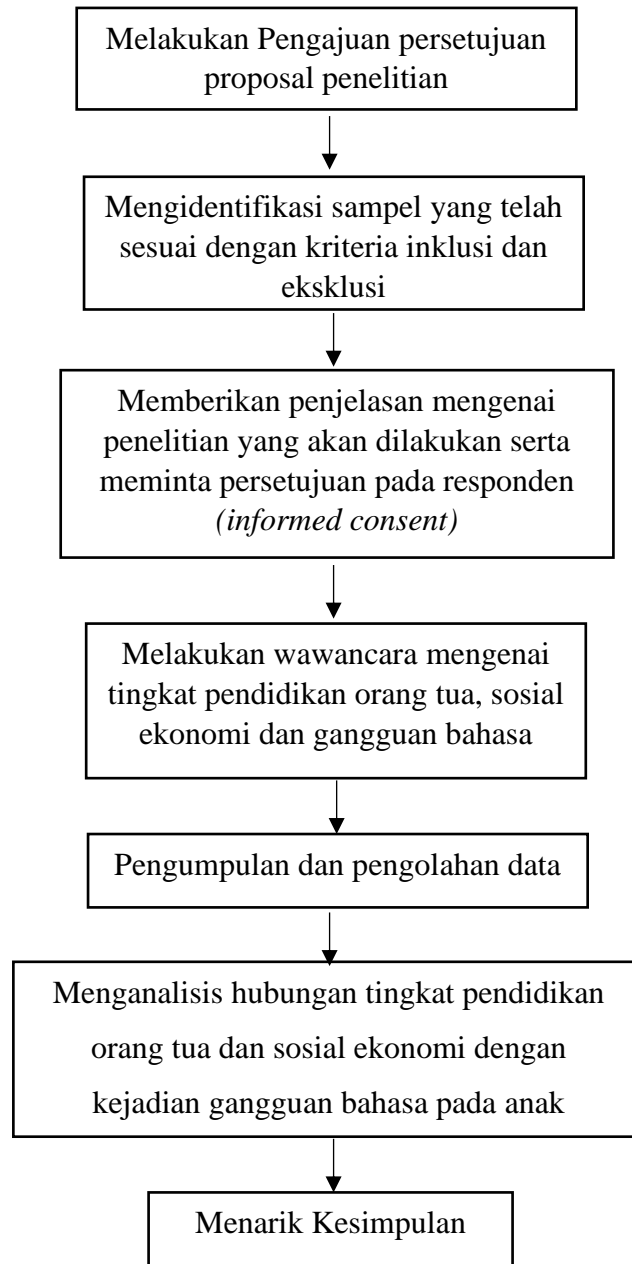 Melakukan Pengajuan persetujuan
proposal penelitian
Mengidentifikasi sampel yang telah
sesuai dengan kriteria inklusi dan
eksklusi
Memberikan penjelasan mengenai
penelitian yang akan dilakukan serta
meminta persetujuan pada responden
(informed consent)
Melakukan wawancara mengenai
tingkat pendidikan orang tua, sosial
ekonomi dan gangguan bahasa
Pengumpulan dan pengolahan data
Menganalisis hubungan tingkat pendidikan
orang tua dan sosial ekonomi dengan
kejadian gangguan bahasa pada anak
Menarik Kesimpulan